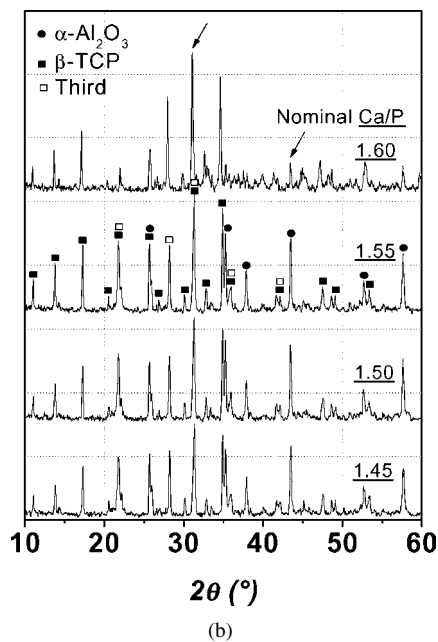 ● α-Al₂O₃
■ β-TCP
□ Third
Nominal Ca/P
1.60
1.55
1.50
1.45
10 20 30 40 50 60
2θ (°)
(b)